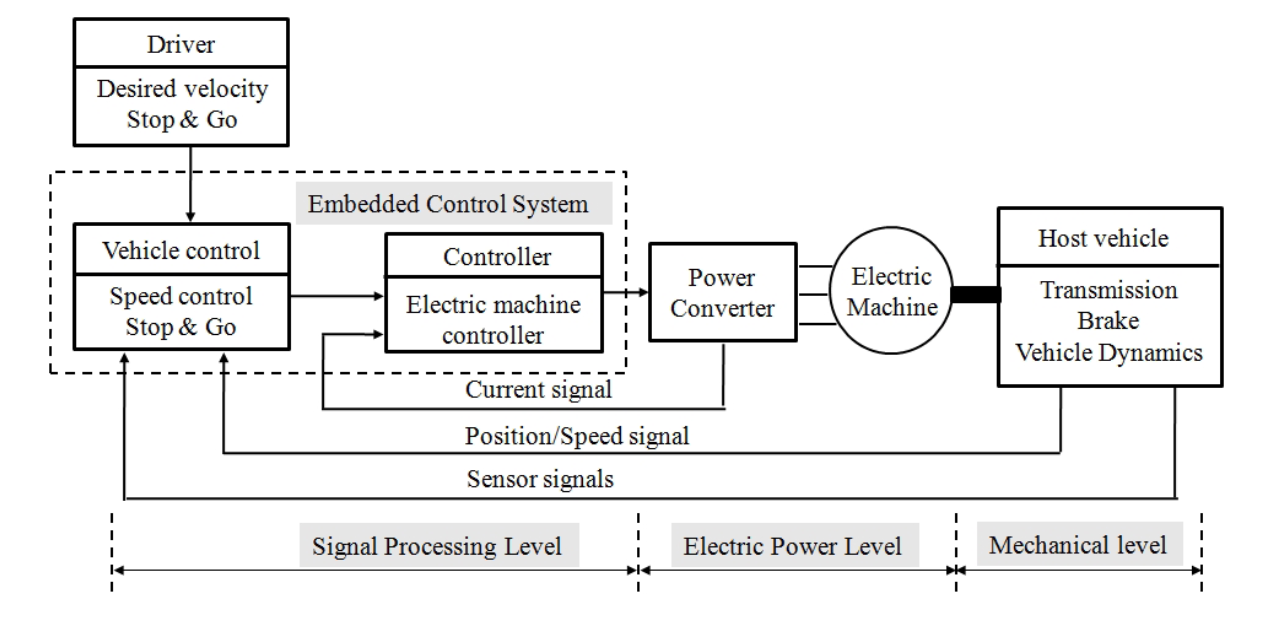 Driver
Desired velocity
Stop & Go
Embedded Control System
Vehicle control
Speed control
Stop & Go
Controller
Electric machine
controller
Power
Converter
Electric
Machine
Host vehicle
Transmission
Brake
Vehicle Dynamics
Current signal
Position/Speed signal
Sensor signals
Signal Processing Level
Electric Power Level
Mechanical level